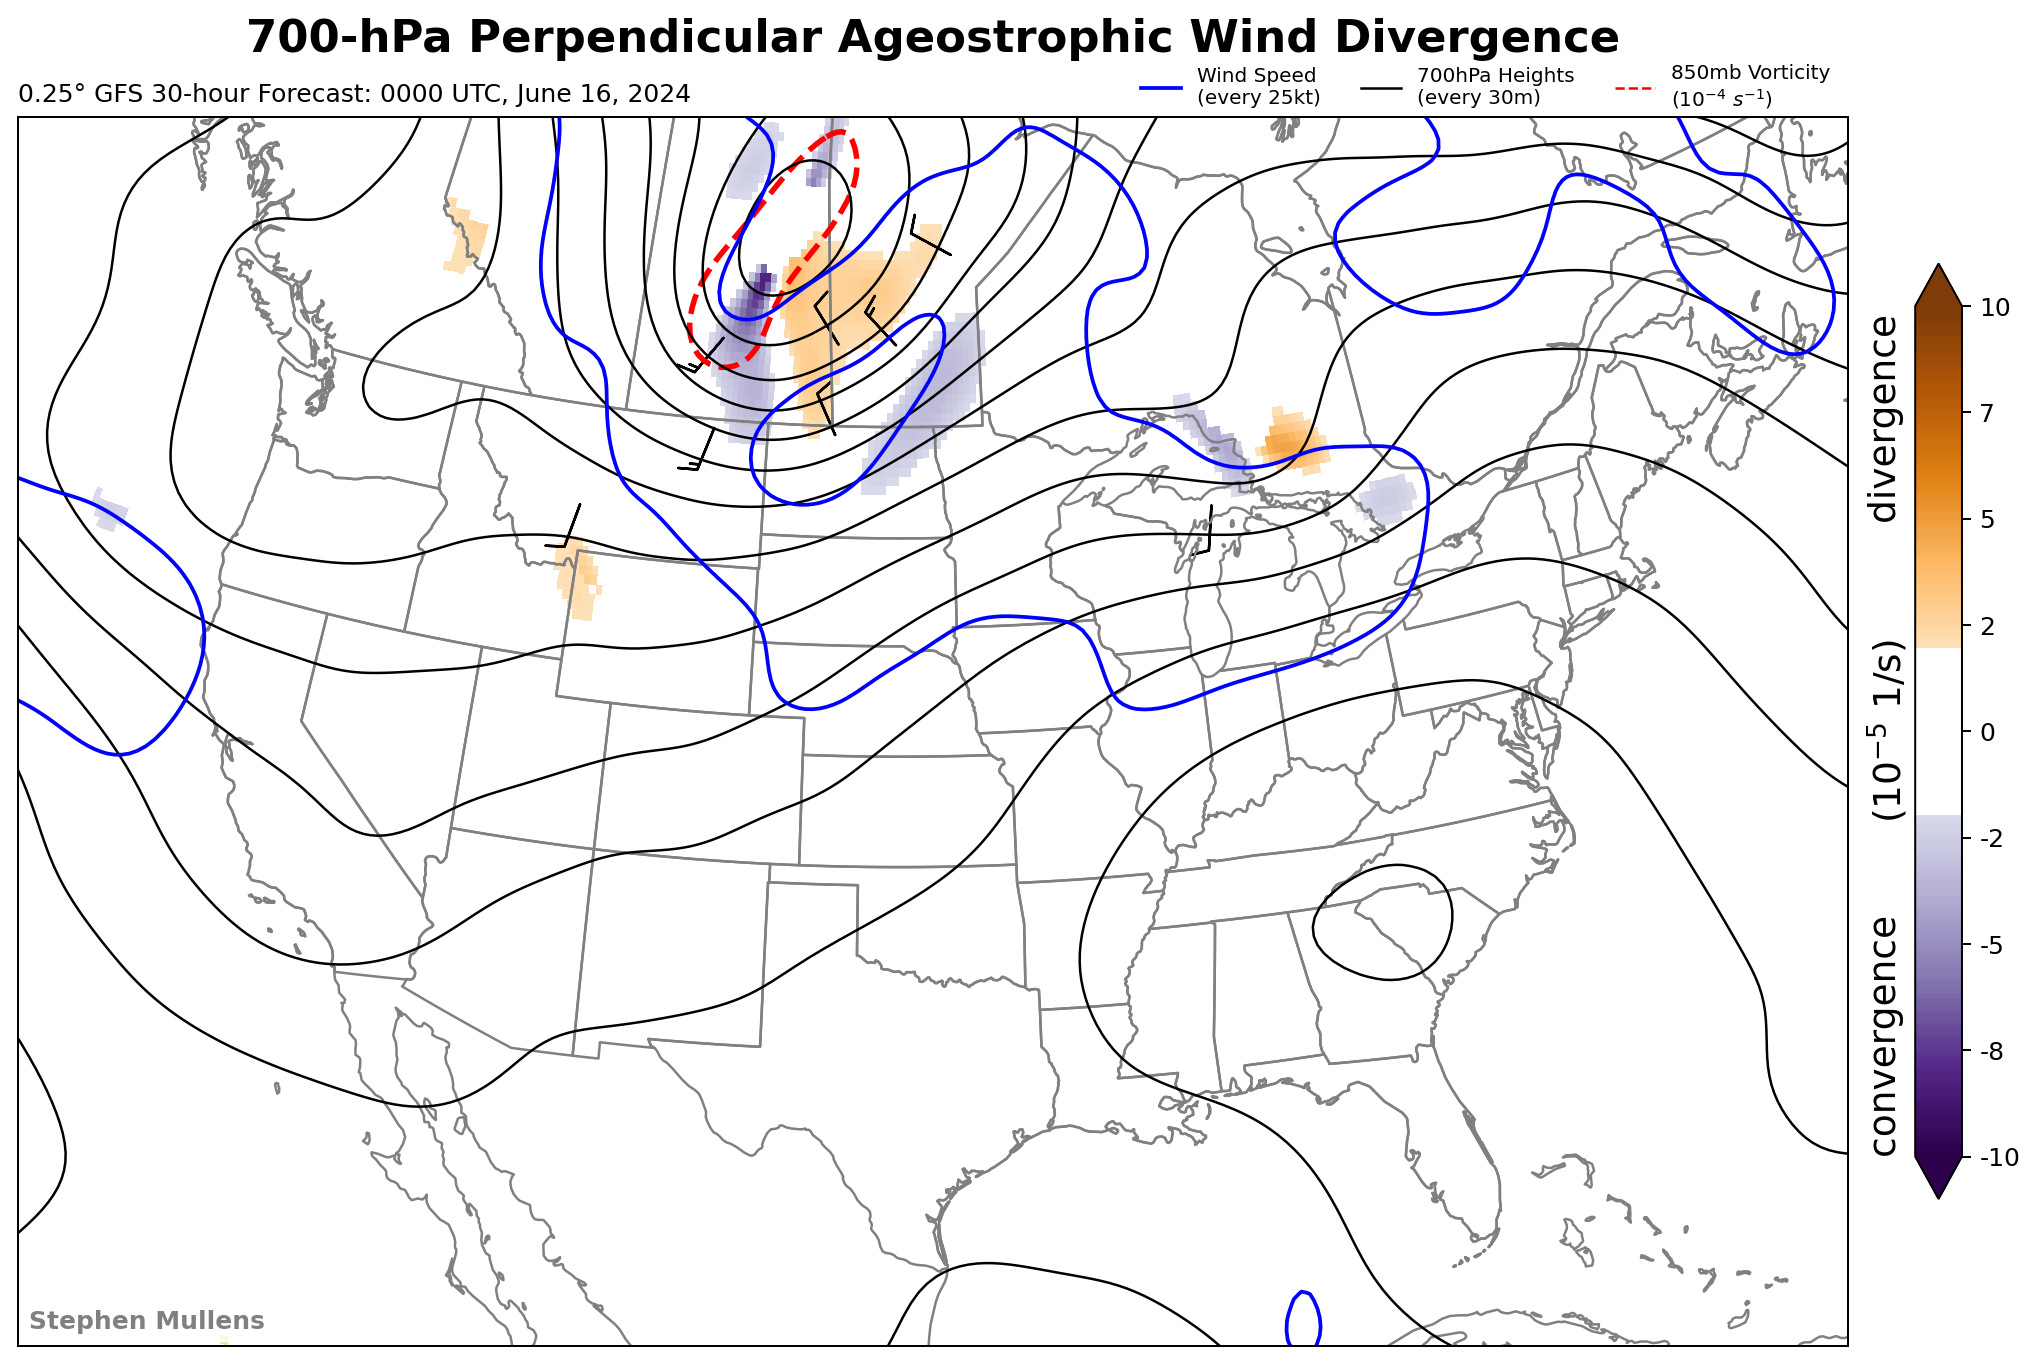 700-hPa Perpendicular Ageostrophic Wind Divergence
0.25° GFS 30-hour Forecast: 0000 UTC, June 16, 2024
Wind Speed
(every 25kt)
700hPa Heights
(every 30m)
850mb Vorticity
(10⁻⁴ s⁻¹)
10
7
5
2
0
-2
-5
-8
-10
convergence (10⁻⁵ 1/s) divergence
Stephen Mullens